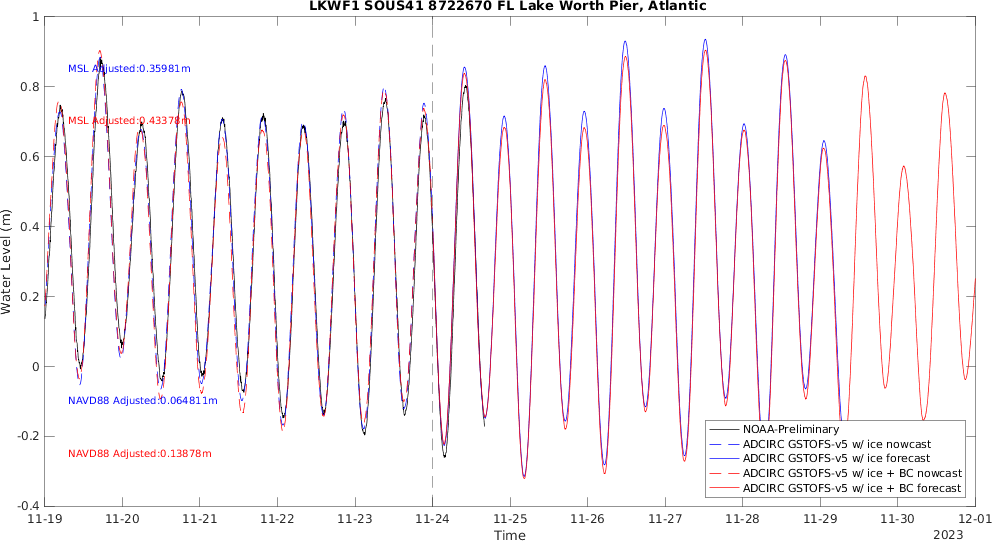 LKWF1 SOUS41 8722670 FL Lake Worth Pier, Atlantic
1
0.8
0.6
0.4
0.2
0
-0.2
-0.4
Water Level (m)
MSL Adjusted:0.35981m
MSL Adjusted:0.43378m
NAVD88 Adjusted:0.064811m
NAVD88 Adjusted:0.13878m
NOAA-Preliminary
ADCIRC GSTOFS-v5 w/ ice nowcast
ADCIRC GSTOFS-v5 w/ ice forecast
ADCIRC GSTOFS-v5 w/ ice + BC nowcast
ADCIRC GSTOFS-v5 w/ ice + BC forecast
11-19 11-20 11-21 11-22 11-23 11-24 11-25 11-26 11-27 11-28 11-29 11-30 12-01
Time
2023